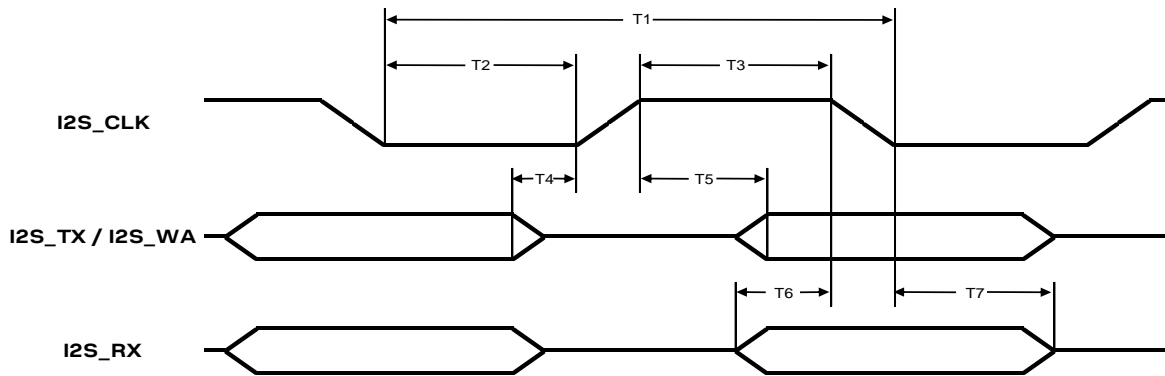 T1
T2
T3
I2S_CLK
T4
T5
I2S_TX / I2S_WA
T6
T7
I2S_RX